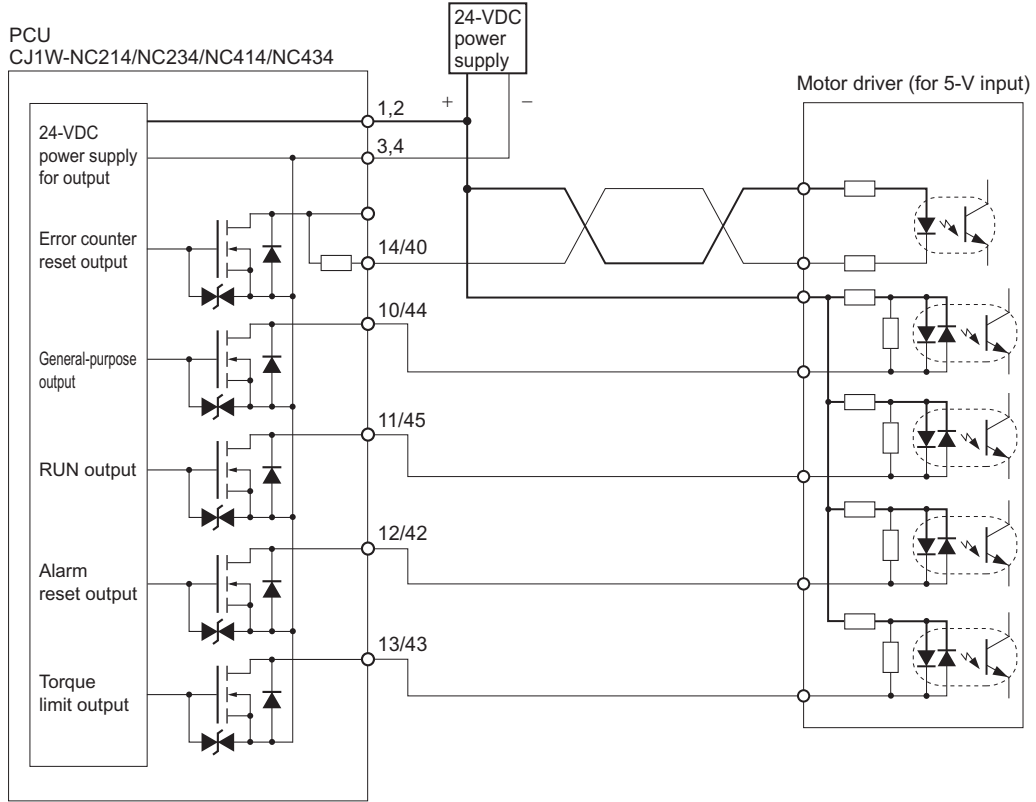 PCU
CJ1W-NC214/NC234/NC414/NC434
24-VDC
power
supply
+
−
Motor driver (for 5-V input)
1,2
3,4
24-VDC
power supply
for output
Error counter
reset output
14/40
10/44
General-purpose
output
11/45
RUN output
12/42
Alarm
reset output
13/43
Torque
limit output